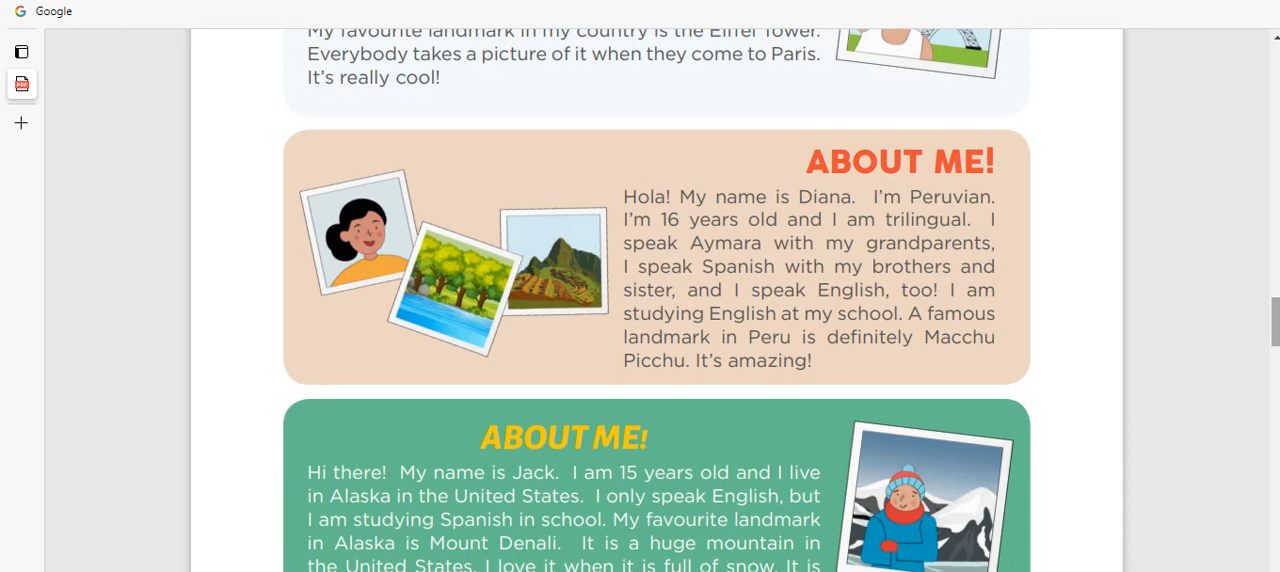 Google
My favourite landmark in my country is the Eiffel Tower.
Everybody takes a picture of it when they come to Paris.
It's really cool!
ABOUT ME!
Hola! My name is Diana. I'm Peruvian.
I'm 16 years old and I am trilingual. I
speak Aymara with my grandparents,
I speak Spanish with my brothers and
sister, and I speak English, too! I am
studying English at my school. A famous
landmark in Peru is definitely Macchu
Picchu. It's amazing!
ABOUT ME!
Hi there! My name is Jack. I am 15 years old and I live
in Alaska in the United States. I only speak English, but
I am studying Spanish in school. My favourite landmark
in Alaska is Mount Denali. It is a huge mountain in
the United States. I love it when it is full of snow. It is